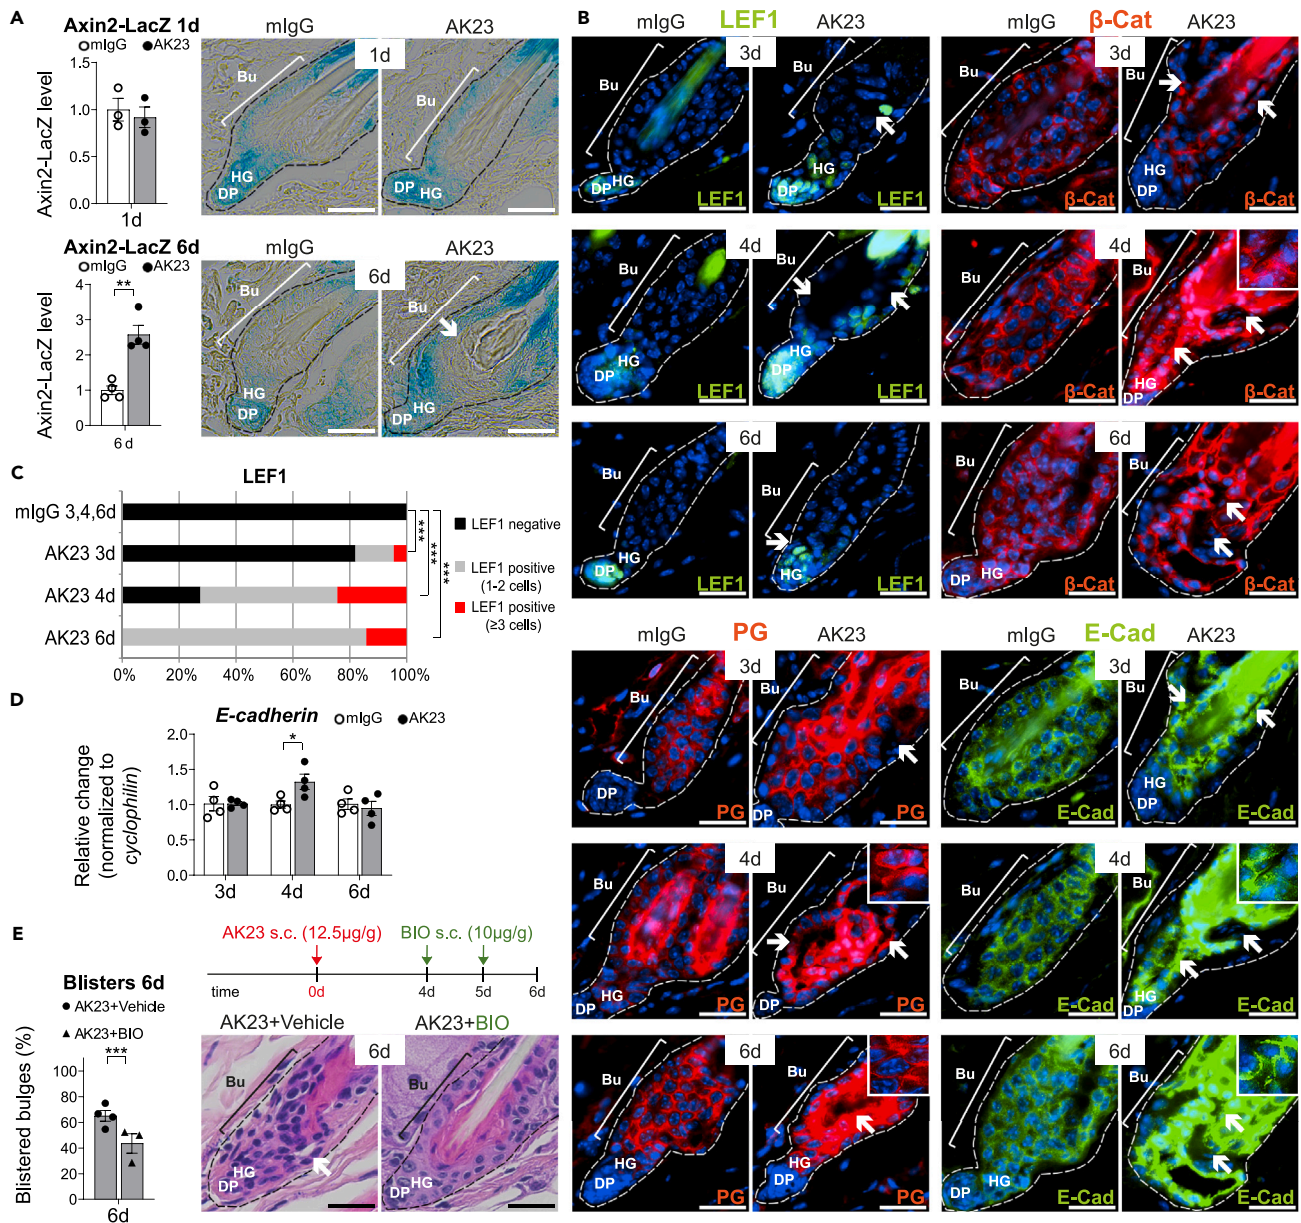 A
Axin2-LacZ 1d
mIgG AK23
Axin2-LacZ level
1.5
1.0
0.5
0.0
1d
mIgG
AK23
1d
Bu
HG
DP
Bu
DP
HG
Axin2-LacZ 6d
mIgG AK23
Axin2-LacZ level
4
3
2
1
0
**
6 d
mIgG
AK23
6d
Bu
HG
DP
Bu
HG
DP
B
mIgG LEF1 AK23
3d
Bu
HG
DP
LEF1
Bu
HG
DP
LEF1
4d
Bu
HG
DP
LEF1
Bu
HG
DP
LEF1
6d
Bu
HG
DP
LEF1
Bu
HG
LEF1
mIgG β-Cat AK23
3d
Bu
β-Cat
HG
DP
β-Cat
4d
Bu
β-Cat
HG
DP
β-Cat
6d
Bu
DP
HG
β-Cat
β-Cat
C
LEF1
mIgG 3,4,6d
AK23 3d
AK23 4d
AK23 6d
0% 20% 40% 60% 80% 100%
***
***
***
LEF1 negative
LEF1 positive
(1-2 cells)
LEF1 positive
(≥3 cells)
D
E-cadherin mIgG AK23
Relative change
(normalized to
cyclophilin)
2.0
1.5
1.0
0.5
0.0
*
3d 4d 6d
mIgG PG AK23
3d
Bu
DP
PG
Bu
DP
PG
4d
Bu
HG
DP
PG
Bu
DP
PG
6d
Bu
HG
DP
PG
Bu
HG
DP
PG
mIgG E-Cad AK23
3d
Bu
E-Cad
HG
DP
E-Cad
4d
Bu
E-Cad
HG
DP
E-Cad
6d
Bu
HG
DP
E-Cad
E-Cad
E
AK23 s.c. (12.5µg/g) BIO s.c. (10µg/g)
time 0d 4d 5d 6d
Blisters 6d
AK23+Vehicle
AK23+BIO
Blistered bulges (%)
100
80
60
40
20
0
***
6d
AK23+Vehicle
AK23+BIO
6d
Bu
HG
DP
Bu
HG
DP